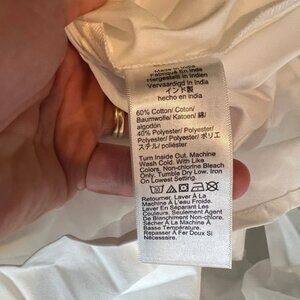 Made in India
Fabriqué En Inde
Hergestellt in Indien
Vervaardigd In India
インド製
hecho en india
60% Cotton/ Coton/
Baumwolle/ Katoen/ 綿/
algodón
40% Polyester/ Polyester/
Polyester/ Polyester/ ポリエ
ステル/ poliéster
Turn Inside Out. Machine
Wash Cold. With Like
Colors. Non-chlorine Bleach
Only. Tumble Dry Low. Iron
on Lowest Setting.
Retourner, Laver À La
Machine À L'eau Froide.
Laver En Séparant Les
Couleurs. Seulement Agent
De Blanchiment Non-chlore.
Sécher À La Machine À
Basse Température.
Repasser À Fer Doux Si
Nécessaire.